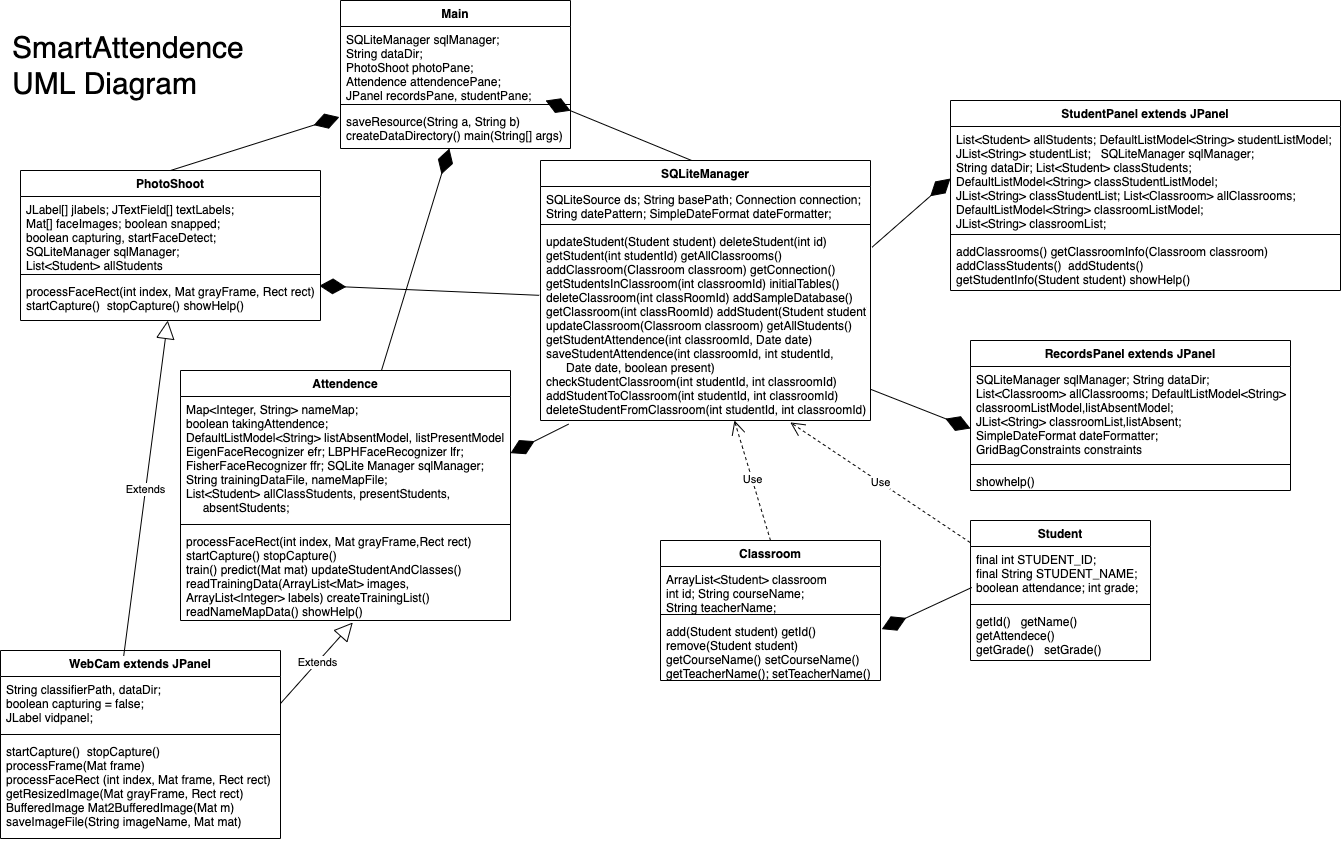 SmartAttendence
UML Diagram
Main
SQLiteManager sqlManager;
String dataDir;
PhotoShoot photoPane;
Attendence attendencePane;
JPanel recordsPane, studentPane;
saveResource(String a, String b)
createDataDirectory() main(String[] args)
PhotoShoot
JLabel[] jlabels; JTextField[] textLabels;
Mat[] faceImages; boolean snapped;
boolean capturing, startFaceDetect;
SQLiteManager sqlManager;
List<Student> allStudents
processFaceRect(int index, Mat grayFrame, Rect rect)
startCapture() stopCapture() showHelp()
SQLiteManager
SQLiteSource ds; String basePath; Connection connection;
String datePattern; SimpleDateFormat dateFormatter;
updateStudent(Student student) deleteStudent(int id)
getStudent(int studentId) getAllClassrooms()
addClassroom(Classroom classroom) getConnection()
getStudentsInClassroom(int classroomId) initialTables()
deleteClassroom(int classRoomId) addSampleDatabase()
getClassroom(int classRoomId) addStudent(Student student
updateClassroom(Classroom classroom) getAllStudents()
getStudentAttendence(int classroomId, Date date)
saveStudentAttendence(int classroomId, int studentId,
Date date, boolean present)
checkStudentClassroom(int studentId, int classroomId)
addStudentToClassroom(int studentId, int classroomId)
deleteStudentFromClassroom(int studentId, int classroomId)
StudentPanel extends JPanel
List<Student> allStudents; DefaultListModel<String> studentListModel;
JList<String> studentList; SQLiteManager sqlManager;
String dataDir; List<Student> classStudents;
DefaultListModel<String> classStudentListModel;
JList<String> classStudentList; List<Classroom> allClassrooms;
DefaultListModel<String> classroomListModel;
JList<String> classroomList;
addClassrooms() getClassroomInfo(Classroom classroom)
addClassStudents() addStudents()
getStudentInfo(Student student) showHelp()
RecordsPanel extends JPanel
SQLiteManager sqlManager; String dataDir;
List<Classroom> allClassrooms; DefaultListModel<String>
classroomListModel,listAbsentModel;
JList<String> classroomList,listAbsent;
SimpleDateFormat dateFormatter;
GridBagConstraints constraints
showhelp()
Attendence
Map<Integer, String> nameMap;
boolean takingAttendence;
DefaultListModel<String> listAbsentModel, listPresentModel
EigenFaceRecognizer efr; LBPHFaceRecognizer lfr;
FisherFaceRecognizer ffr; SQLite Manager sqlManager;
String trainingDataFile, nameMapFile;
List<Student> allClassStudents, presentStudents,
absentStudents;
processFaceRect(int index, Mat grayFrame,Rect rect)
startCapture() stopCapture()
train() predict(Mat mat) updateStudentAndClasses()
readTrainingData(ArrayList<Mat> images,
ArrayList<Integer> labels) createTrainingList()
readNameMapData() showHelp()
Extends
Extends
Use
Use
Classroom
ArrayList<Student> classroom
int id; String courseName;
String teacherName;
add(Student student) getId()
remove(Student student)
getCourseName() setCourseName()
getTeacherName(); setTeacherName()
Student
final int STUDENT_ID;
final String STUDENT_NAME;
boolean attendance; int grade;
getId() getName()
getAttendece()
getGrade() setGrade()
WebCam extends JPanel
String classifierPath, dataDir;
boolean capturing = false;
JLabel vidpanel;
startCapture() stopCapture()
processFrame(Mat frame)
processFaceRect (int index, Mat frame, Rect rect)
getResizedImage(Mat grayFrame, Rect rect)
BufferedImage Mat2BufferedImage(Mat m)
saveImageFile(String imageName, Mat mat)